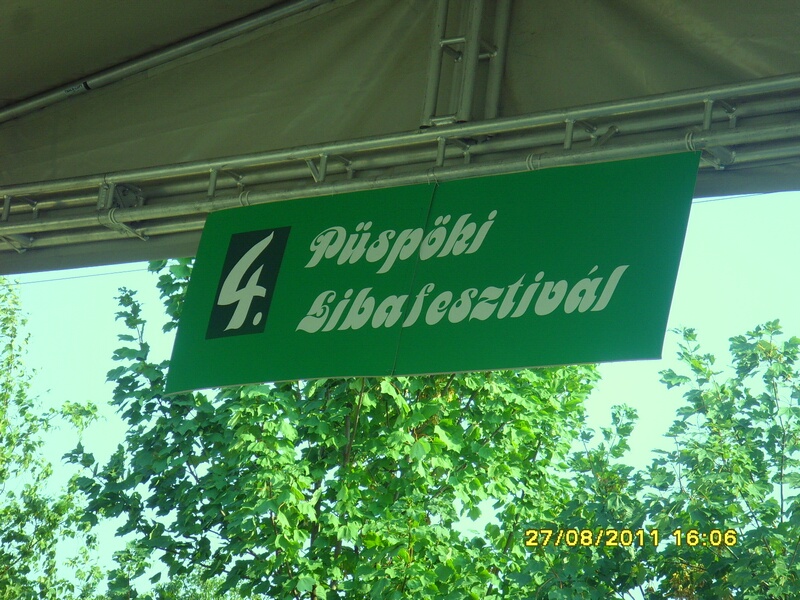 4. Püspöki
Libafesztivál
27/08/2011 16:06